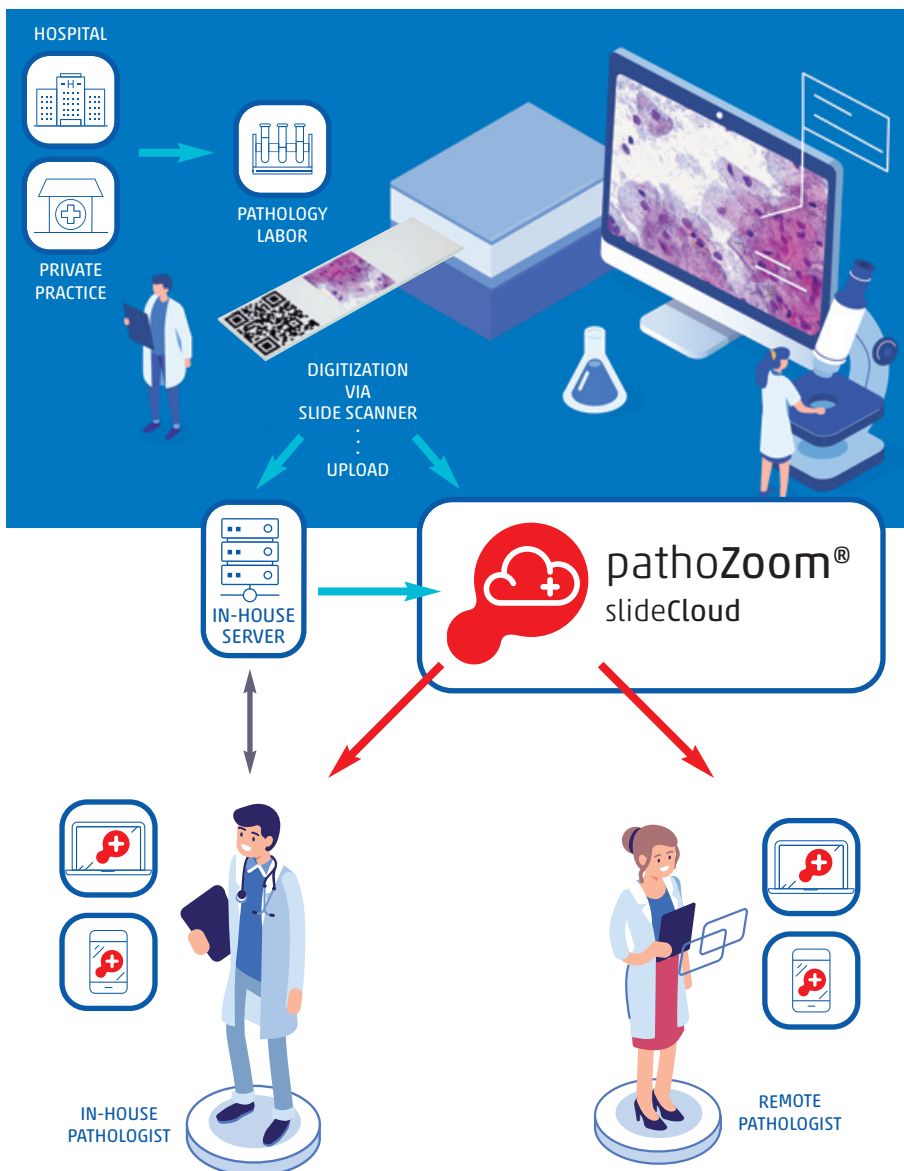 HOSPITAL
H
PRIVATE
PRACTICE
PATHOLOGY
LABOR
DIGITIZATION
VIA
SLIDE SCANNER
UPLOAD
IN-HOUSE
SERVER
pathoZoom®
slideCloud
IN-HOUSE
PATHOLOGIST
REMOTE
PATHOLOGIST